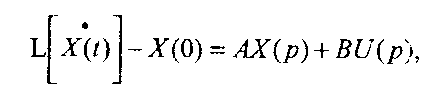 L[Ẋ(t)] – X(0) = AX(p) + BU(p),